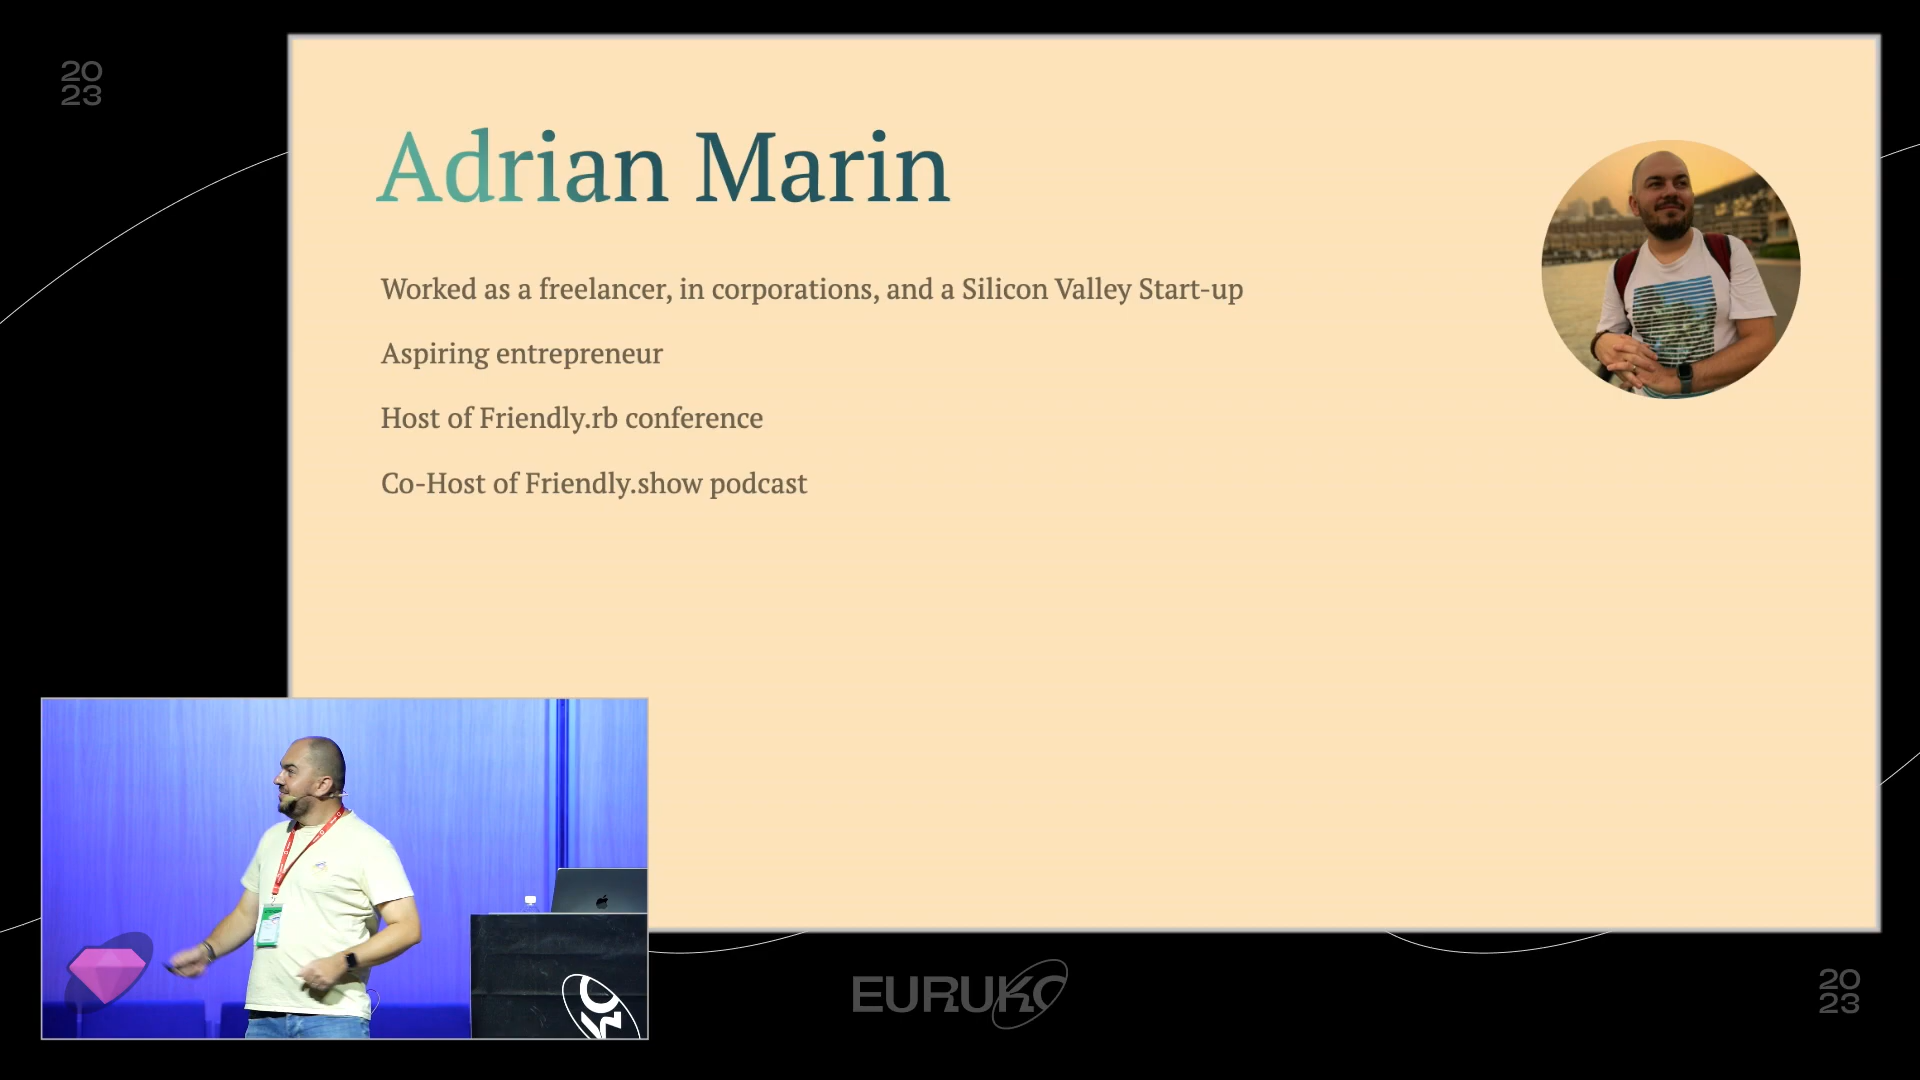 20
23
Adrian Marin
Worked as a freelancer, in corporations, and a Silicon Valley Start-up
Aspiring entrepreneur
Host of Friendly.rb conference
Co-Host of Friendly.show podcast
EURUKO
20
23
KO